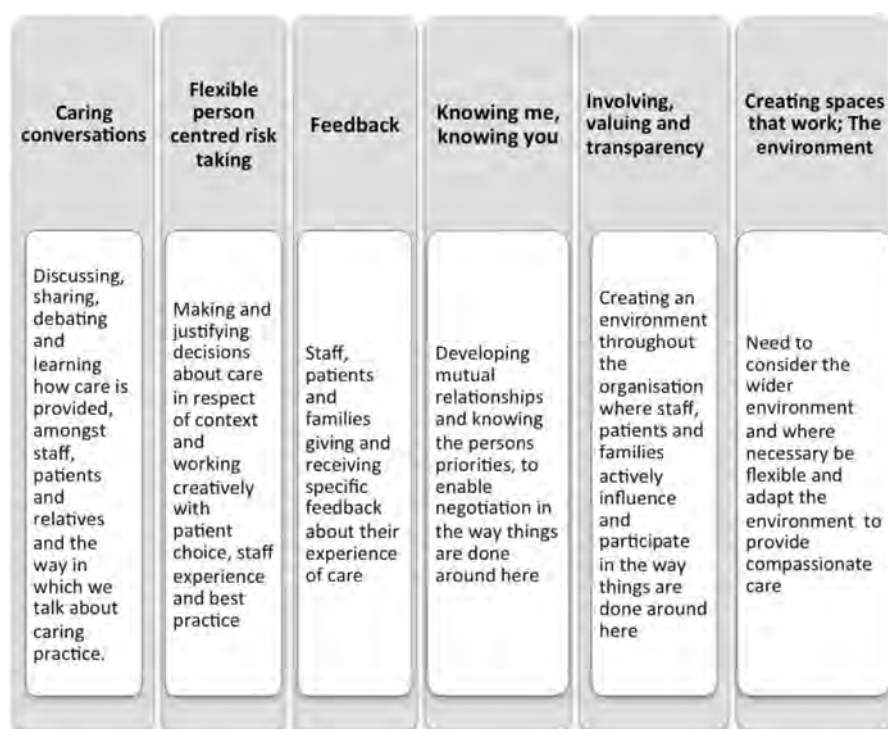 Caring
conversations
Flexible
person
centred risk
taking
Feedback
Knowing me,
knowing you
Involving,
valuing and
transparency
Creating spaces
that work; The
environment
Discussing,
sharing,
debating
and
learning
how care is
provided,
amongst
staff,
patients
and
relatives
and the
way in
which we
talk about
caring
practice.
Making and
justifying
decisions
about care
in respect
of context
and
working
creatively
with
patient
choice, staff
experience
and best
practice
Staff,
patients
and
families
giving and
receiving
specific
feedback
about their
experience
of care
Developing
mutual
relationships
and knowing
the persons
priorities, to
enable
negotiation in
the way things
are done
around here
Creating an
environment
throughout
the
organisation
where staff,
patients and
families
actively
influence
and
participate
in the way
things are
done around
here
Need to
consider the
wider
environment
and where
necessary be
flexible and
adapt the
environment to
provide
compassionate
care